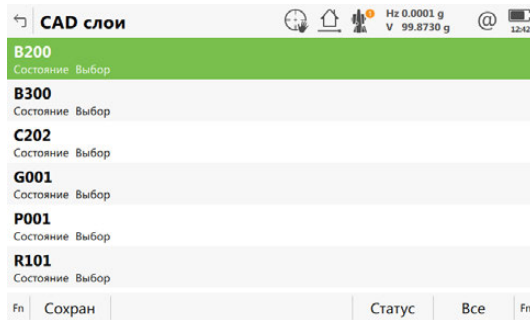 CAD слои
Hz 0.0001 g
V 99.8730 g
@
12:42
B200
Состояние Выбор
B300
Состояние Выбор
C202
Состояние Выбор
G001
Состояние Выбор
P001
Состояние Выбор
R101
Состояние Выбор
Fn Сохран Статус Все Fn